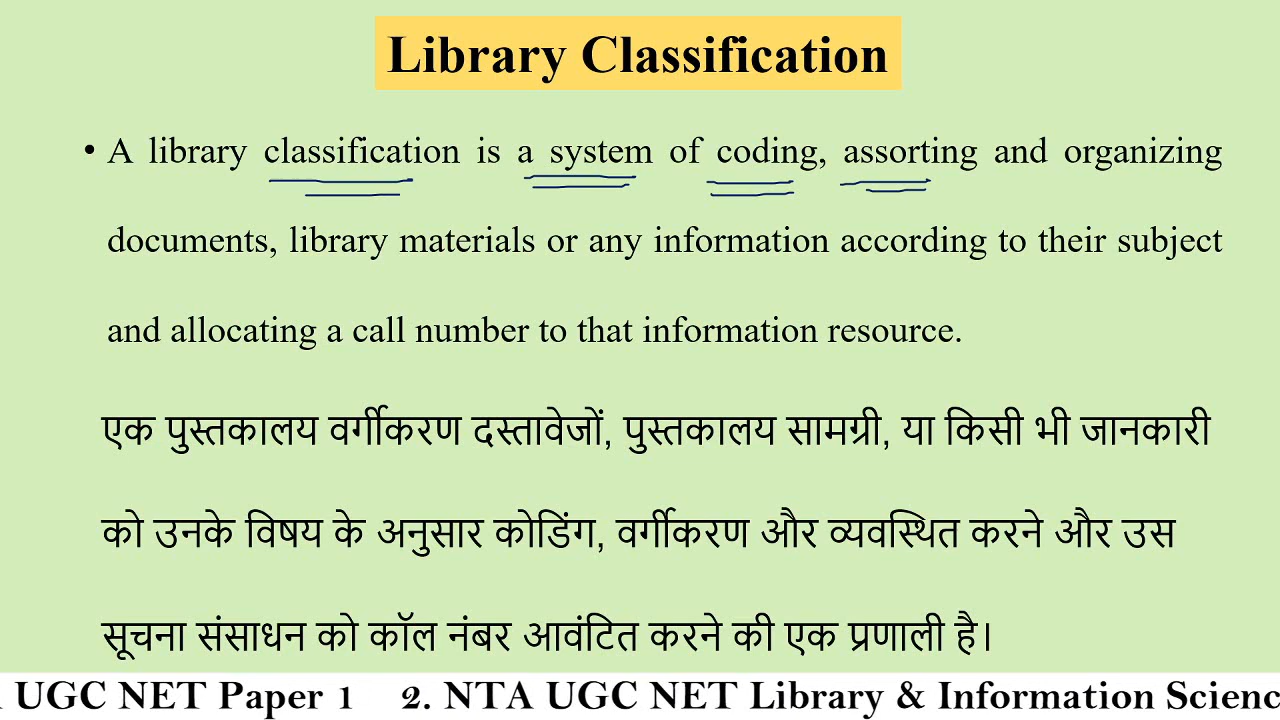 Library Classification
• A library classification is a system of coding, assorting and organizing
documents, library materials or any information according to their subject
and allocating a call number to that information resource.
एक पुस्तकालय वर्गीकरण दस्तावेजों, पुस्तकालय सामग्री, या किसी भी जानकारी
को उनके विषय के अनुसार कोडिंग, वर्गीकरण और व्यवस्थित करने और उस
सूचना संसाधन को कॉल नंबर आवंटित करने की एक प्रणाली है।
UGC NET Paper 1 2. NTA UGC NET Library & Information